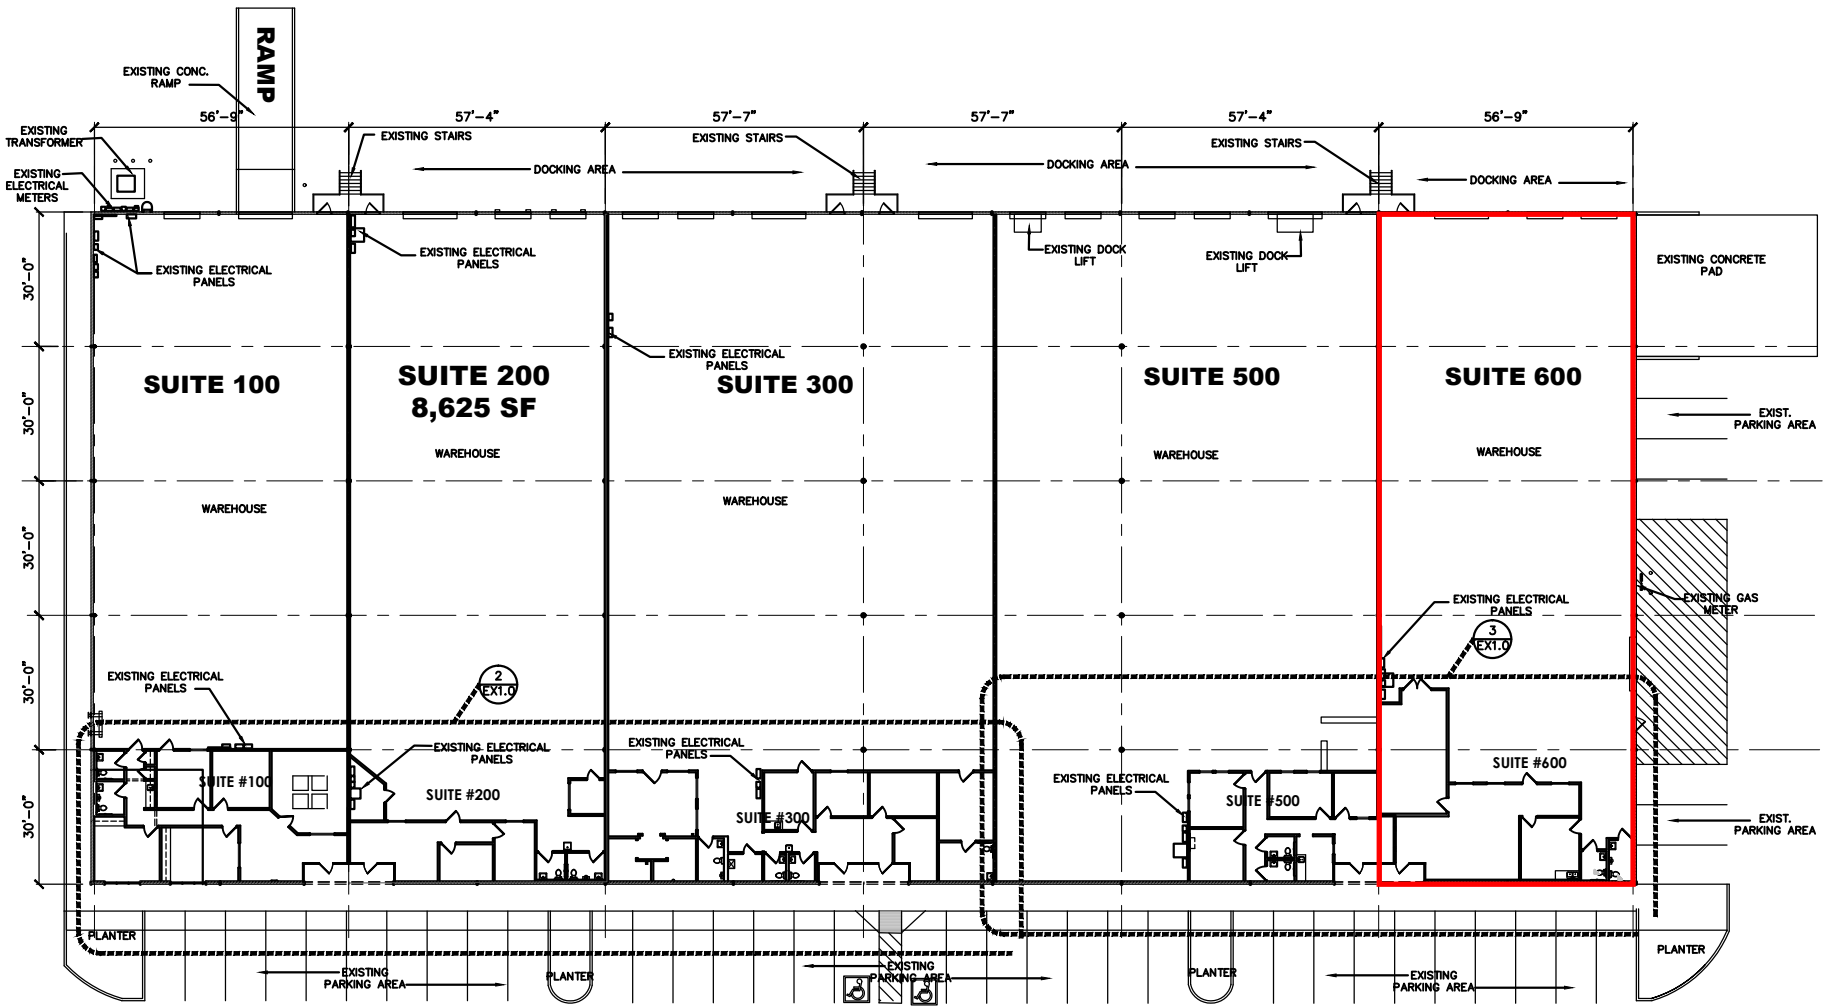 RAMP
EXISTING CONC.
RAMP
56'-9"
57'-4"
57'-7"
57'-7"
57'-4"
56'-9"
EXISTING
TRANSFORMER
EXISTING STAIRS
EXISTING STAIRS
EXISTING STAIRS
EXISTING
ELECTRICAL
METERS
DOCKING AREA
DOCKING AREA
DOCKING AREA
EXISTING ELECTRICAL
PANELS
EXISTING ELECTRICAL
PANELS
EXISTING DOCK
LIFT
EXISTING DOCK
LIFT
EXISTING CONCRETE
PAD
30'-0"
EXISTING ELECTRICAL
PANELS
SUITE 100
SUITE 200
8,625 SF
SUITE 300
SUITE 500
SUITE 600
30'-0"
EXIST.
PARKING AREA
WAREHOUSE
WAREHOUSE
WAREHOUSE
WAREHOUSE
WAREHOUSE
30'-0"
EXISTING ELECTRICAL
PANELS
EXISTING GAS
METER
3
EX1.0
30'-0"
EXISTING ELECTRICAL
PANELS
2
EX1.0
EXISTING ELECTRICAL
PANELS
EXISTING ELECTRICAL
PANELS
EXISTING ELECTRICAL
PANELS
SUITE #100
SUITE #200
SUITE #300
SUITE #500
SUITE #600
30'-0"
EXIST.
PARKING AREA
PLANTER
PLANTER
PLANTER
PLANTER
EXISTING
PARKING AREA
EXISTING
PARKING AREA
EXISTING
PARKING AREA